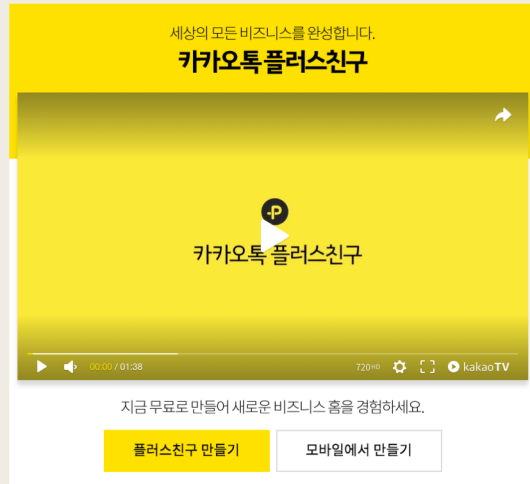 세상의 모든 비즈니스를 완성합니다.
카카오톡 플러스친구
P
카카오톡 플러스친구
00:00 / 01:38
720HD
kakaoTV
지금 무료로 만들어 새로운 비즈니스 홈을 경험하세요.
플러스친구 만들기
모바일에서 만들기